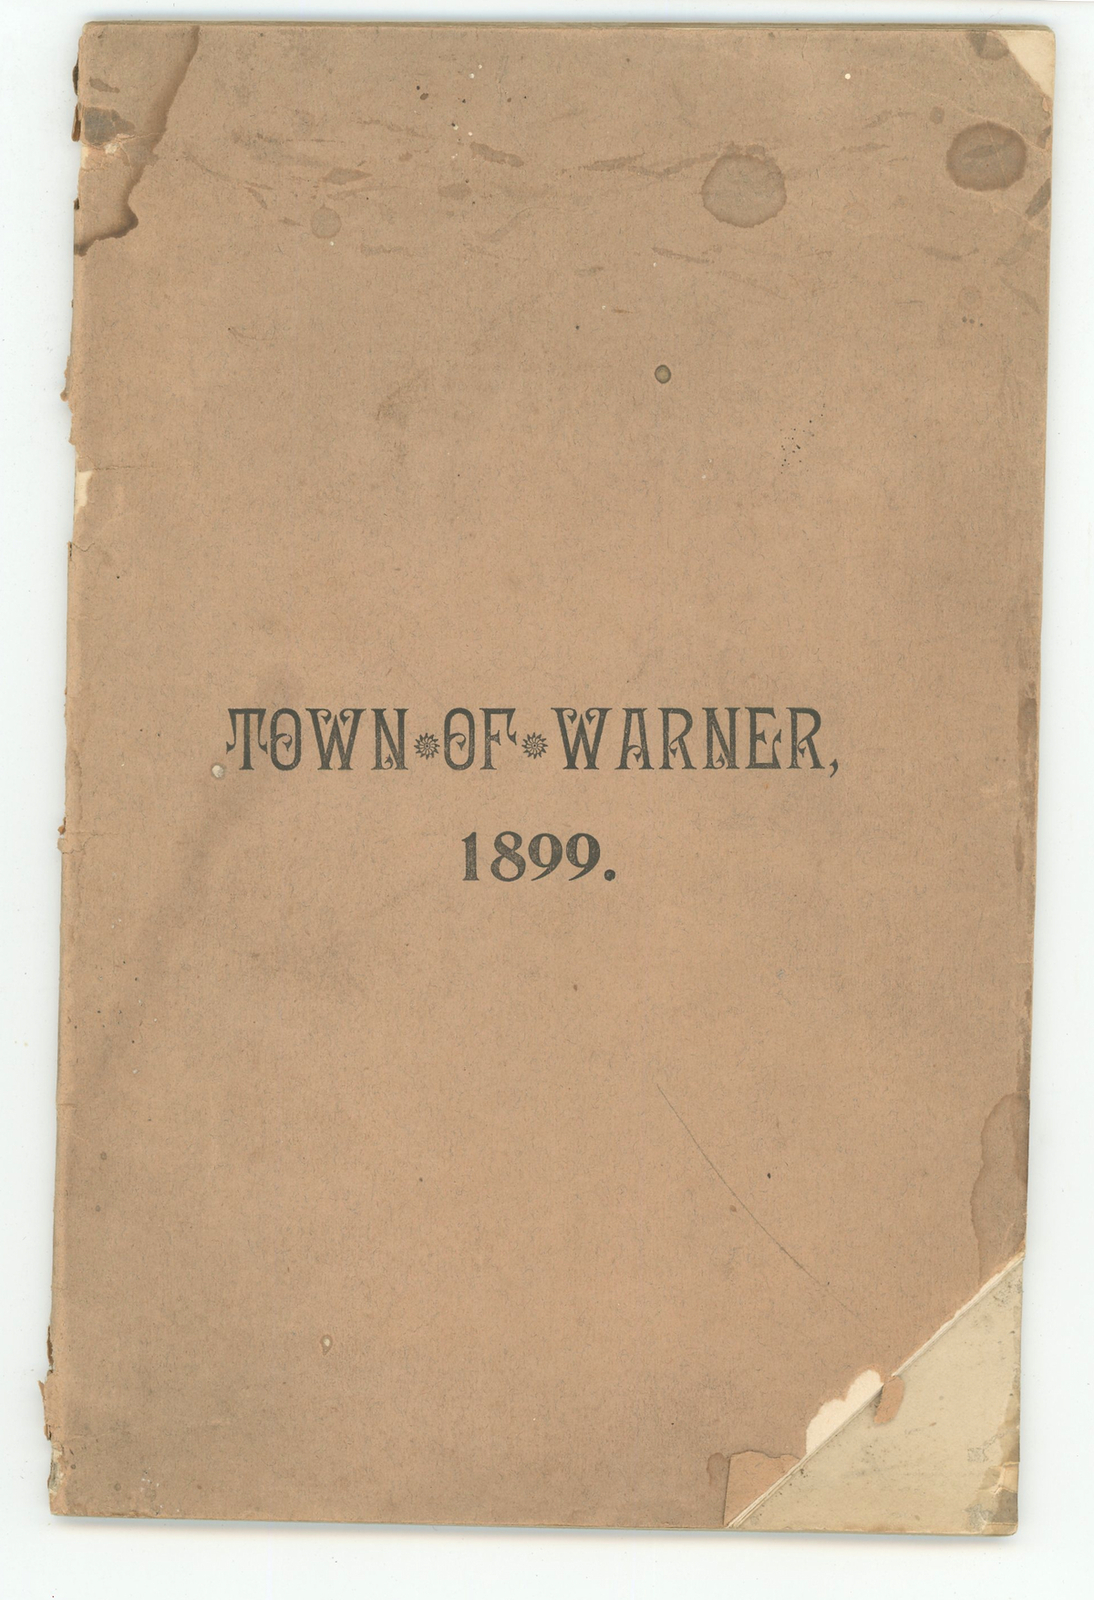 TOWN OF WARNER,
1899.